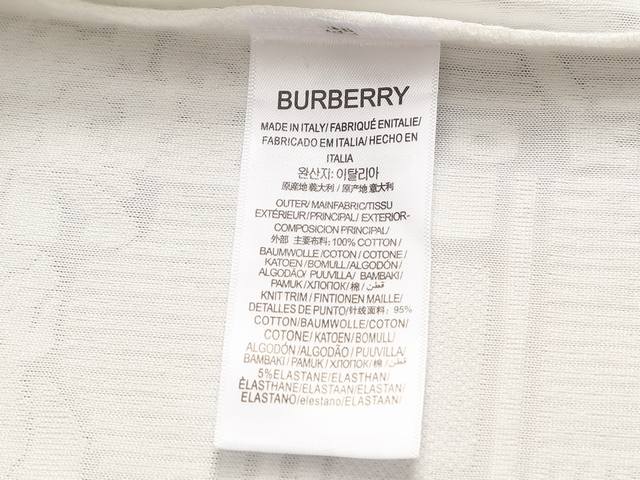 BURBERRY
MADE IN ITALY/ FABRIQUÉ ENITALIE/
FABRICADO EM ITALIA/ HECHO EN
ITALIA
완산지: 이탈리아
原産地 義大利 / 原产地 意大利
OUTER/ MAINFABRIC/TISSU
EXTÉRIEUR/PRINCIPAL/ EXTERIOR-
COMPOSICION PRINCIPAL/
外部 主要布料: 100% COTTON /
BAUMWOLLE/ COTON / COTONE/
KATOEN / BOMULL/ ALGODÓN/
ALGODÃO/ PUUVILLA/ BAMBAKI/
PAMUK /ХЛОПОК/ 棉 / قطن /
KNIT TRIM / FINTIONEN MAILLE/
DETALLES DE PUNTO/ 针线面料: 95%
COTTON/BAUMWOLLE/COTON/
COTONE/ KATOEN/ BOMULL/
ALGODÓN /ALGODÃO / PUUVILLA/
BAMBAKI / PAMUK / ХЛОПОК/棉 / قطن /
5%ELASTANE/ELASTHAN/
ÉLASTHANE/ELASTAAN/ELASTAN/
ELASTANO/elestano/ELASTAAN/